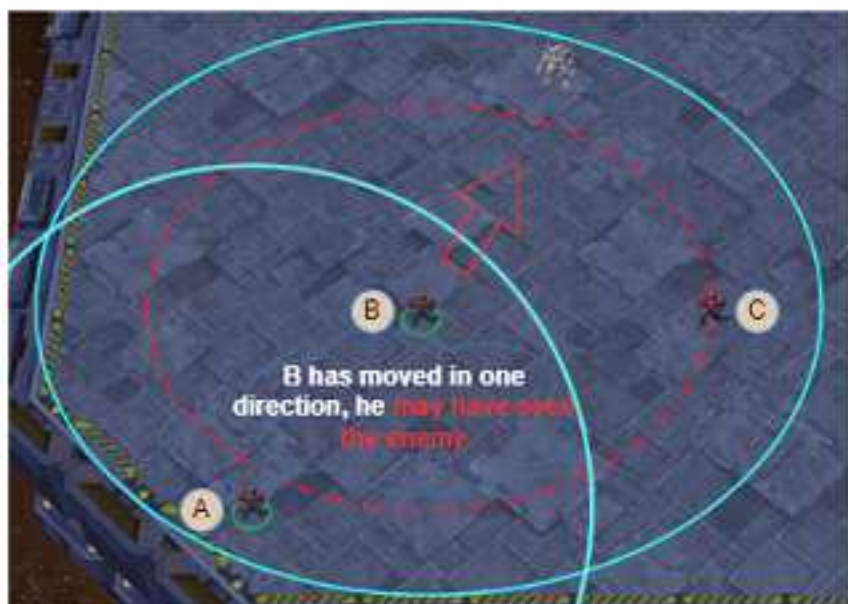 B
C
B has moved in one
direction, he may have seen
the enemy
A